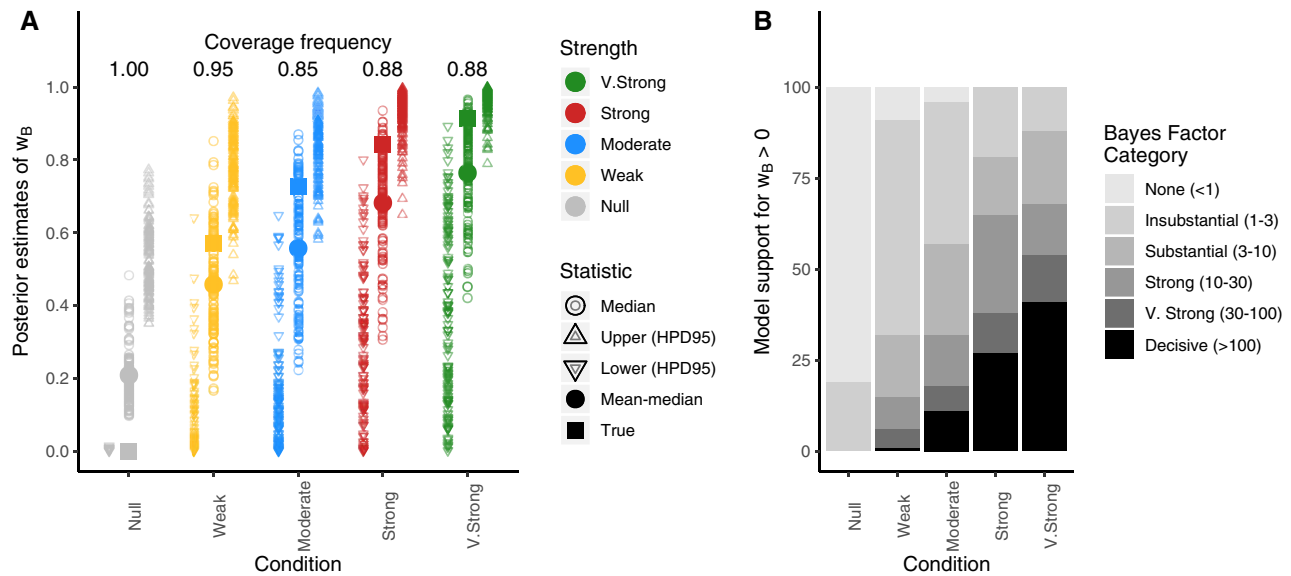 A
Coverage frequency
1.00 0.95 0.85 0.88 0.88
Posterior estimates of wB
1.0
0.8
0.6
0.4
0.2
0.0
Null
Weak
Moderate
Strong
V.Strong
Condition
Strength
V.Strong
Strong
Moderate
Weak
Null
Statistic
Median
Upper (HPD95)
Lower (HPD95)
Mean-median
True
B
Model support for wB > 0
100
75
50
25
0
Null
Weak
Moderate
Strong
V.Strong
Condition
Bayes Factor
Category
None (<1)
Insubstantial (1-3)
Substantial (3-10)
Strong (10-30)
V. Strong (30-100)
Decisive (>100)